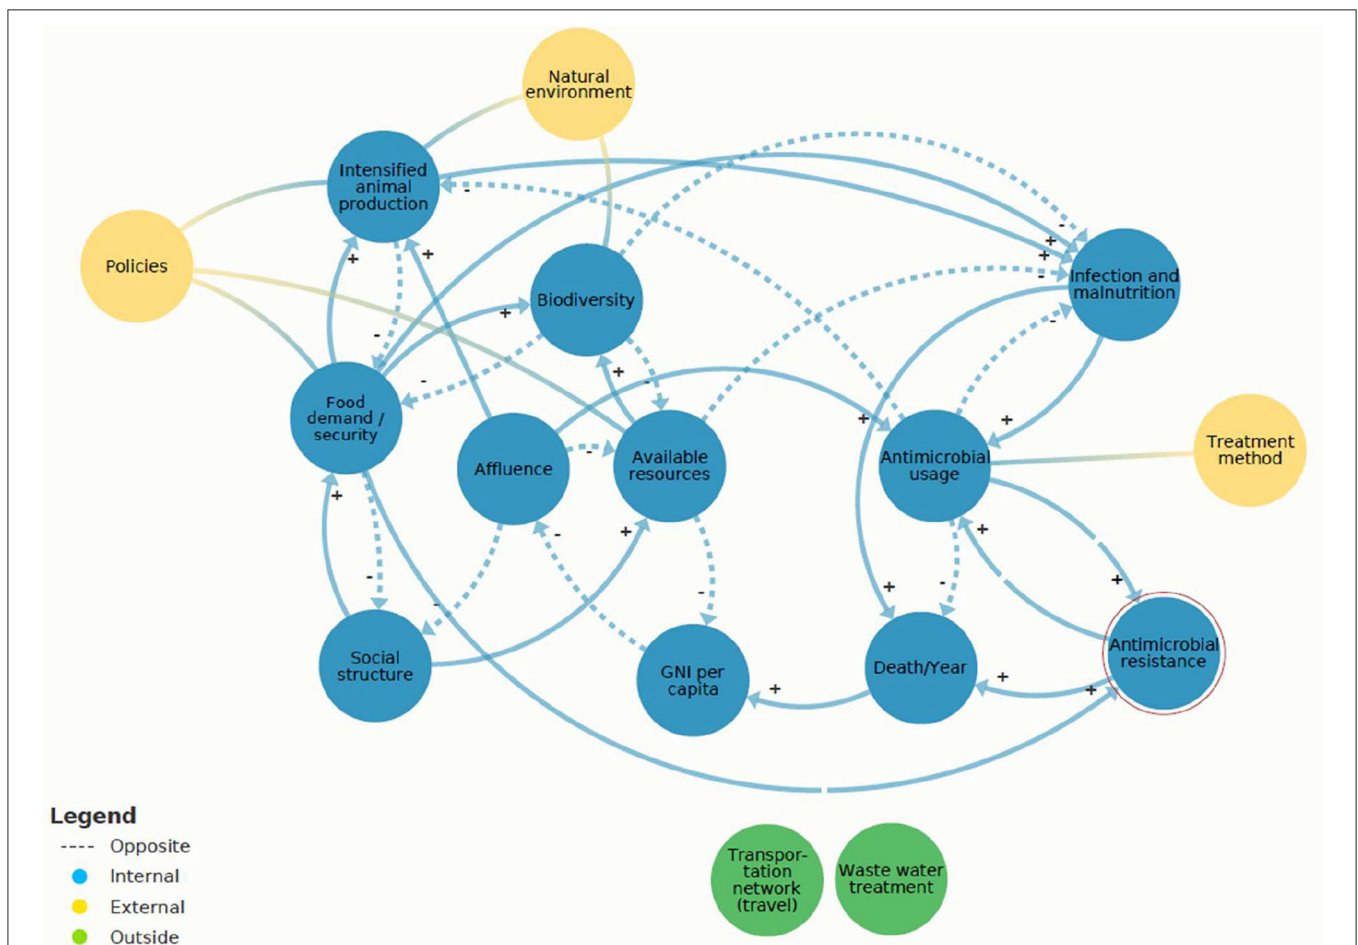 Natural
environment
Intensified
animal
production
-
+
+
-
+
+
-
-
Policies
Biodiversity
Infection and
malnutrition
+
-
-
+
-
-
Food
demand /
security
Affluence
-
Available
resources
+
Antimicrobial
usage
+
Treatment
method
+
-
+
+
-
-
+
-
+
-
-
+
Social
structure
GNI per
capita
+
Death/Year
+
+
Antimicrobial
resistance
Legend
---- Opposite
Internal
External
Outside
Transpor-
tation
network
(travel)
Waste water
treatment